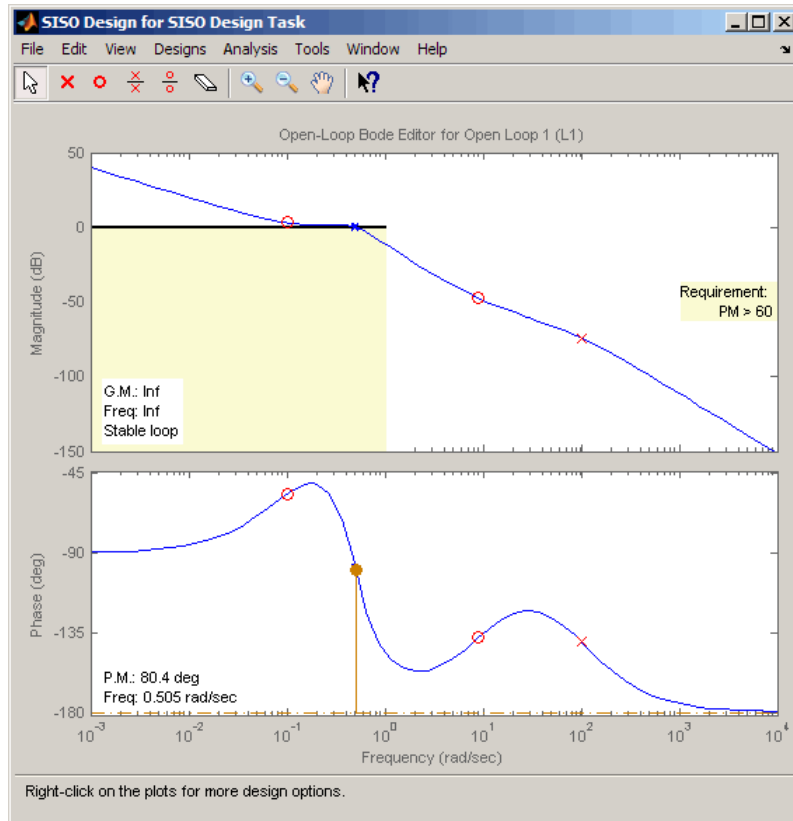 SISO Design for SISO Design Task
File Edit View Designs Analysis Tools Window Help
Open-Loop Bode Editor for Open Loop 1 (L1)
50
0
-50
-100
-150
Magnitude (dB)
Requirement:
PM > 60
G.M.: Inf
Freq: Inf
Stable loop
-45
-90
-135
-180
Phase (deg)
P.M.: 80.4 deg
Freq: 0.505 rad/sec
10^-3 10^-2 10^-1 10^0 10^1 10^2 10^3 10^4
Frequency (rad/sec)
Right-click on the plots for more design options.